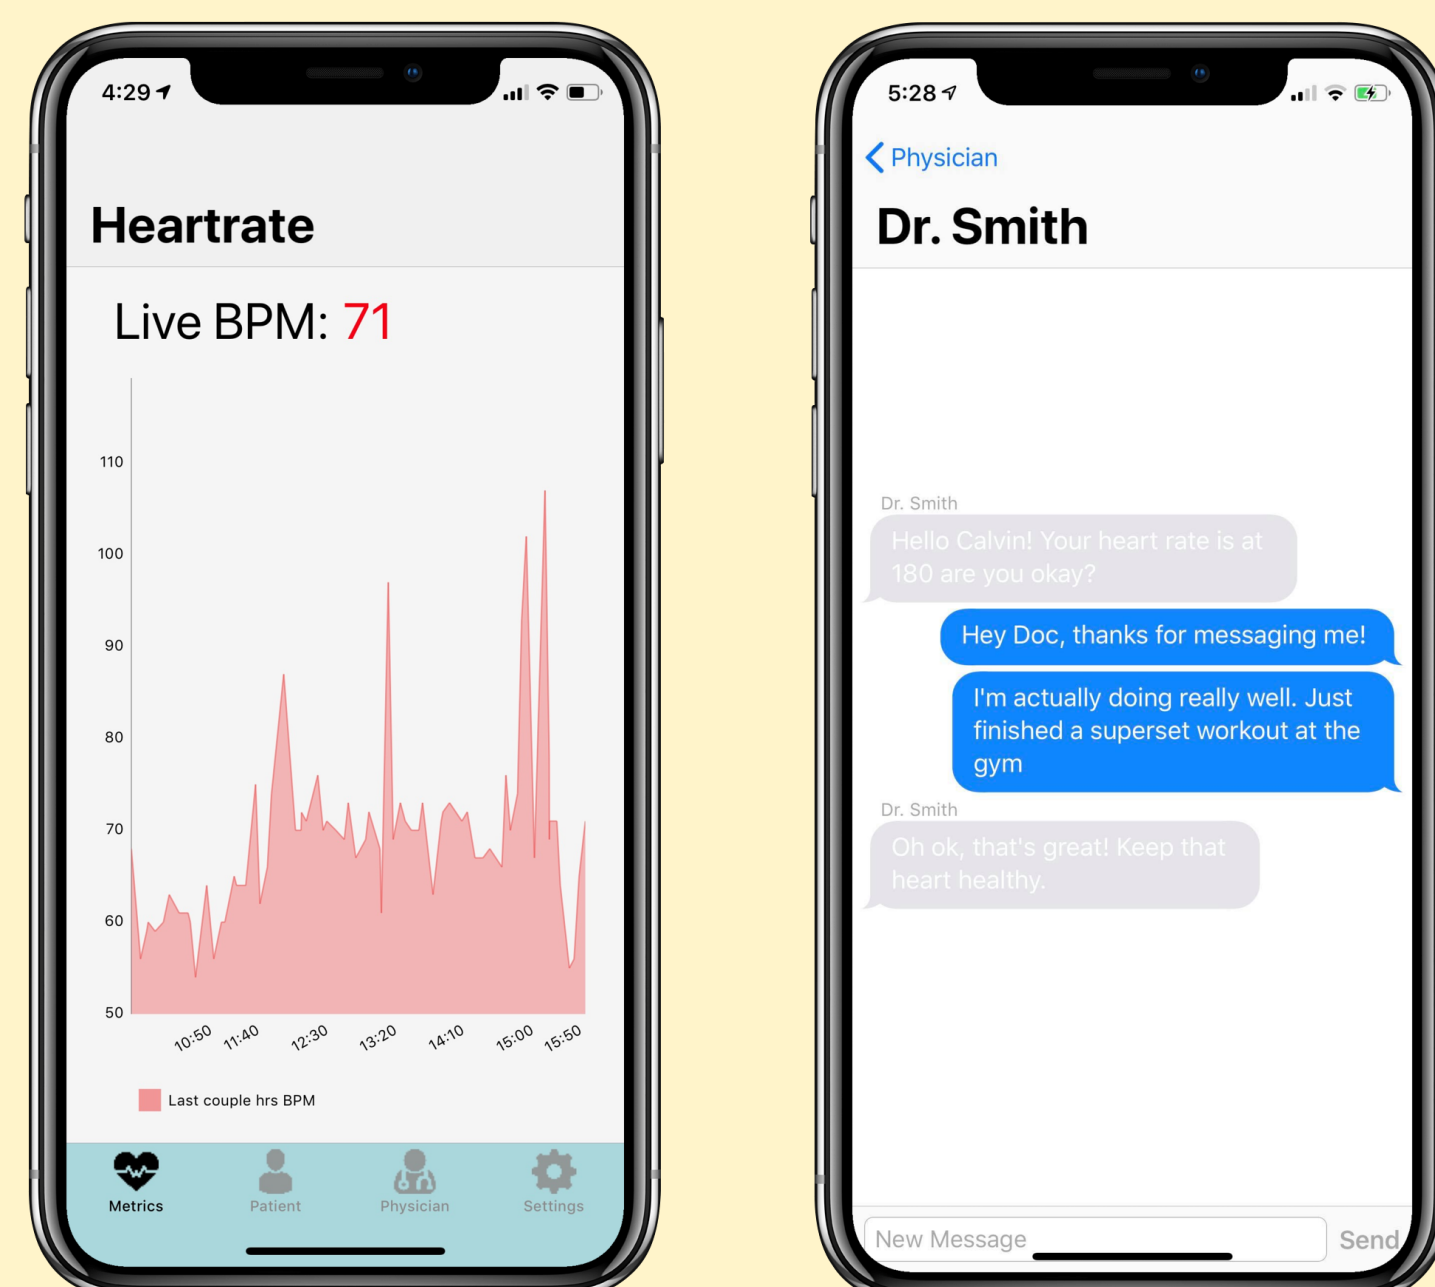 4:29
Heartrate
Live BPM: 71
110
100
90
80
70
60
50
10:50 11:40 12:30 13:20 14:10 15:00 15:50
Last couple hrs BPM
Metrics Patient Physician Settings
5:28
Physician
Dr. Smith
Dr. Smith
Hello Calvin! Your heart rate is at
180 are you okay?
Hey Doc, thanks for messaging me!
I'm actually doing really well. Just
finished a superset workout at the
gym
Dr. Smith
Oh ok, that's great! Keep that
heart healthy.
New Message Send